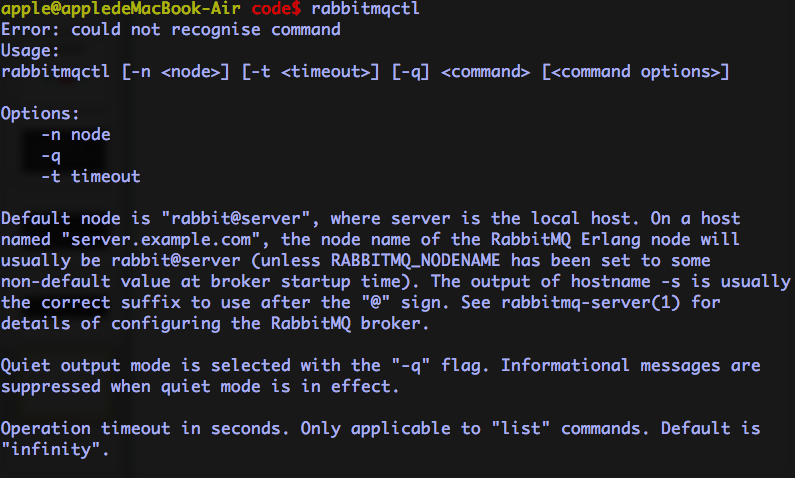 apple@appledeMacBook-Air code$ rabbitmqctl
Error: could not recognise command
Usage:
rabbitmqctl [-n <node>] [-t <timeout>] [-q] <command> [<command options>]
Options:
-n node
-q
-t timeout
Default node is "rabbit@server", where server is the local host. On a host
named "server.example.com", the node name of the RabbitMQ Erlang node will
usually be rabbit@server (unless RABBITMQ_NODENAME has been set to some
non-default value at broker startup time). The output of hostname -s is usually
the correct suffix to use after the "@" sign. See rabbitmq-server(1) for
details of configuring the RabbitMQ broker.
Quiet output mode is selected with the "-q" flag. Informational messages are
suppressed when quiet mode is in effect.
Operation timeout in seconds. Only applicable to "list" commands. Default is
"infinity".